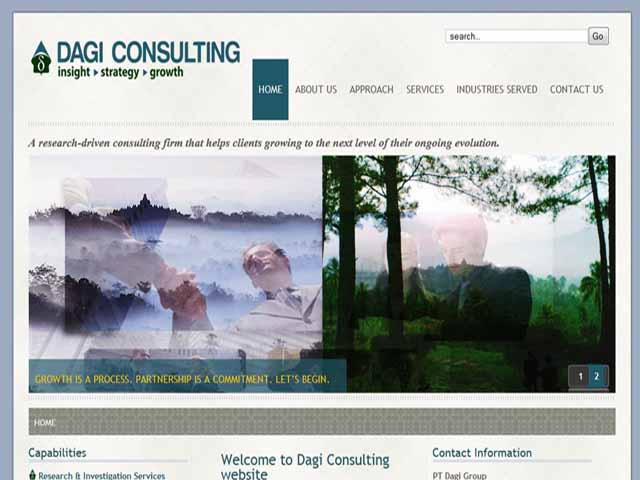 search..
Go
DAGI CONSULTING
insight strategy growth
HOME ABOUT US APPROACH SERVICES INDUSTRIES SERVED CONTACT US
A research-driven consulting firm that helps clients growing to the next level of their ongoing evolution.
GROWTH IS A PROCESS. PARTNERSHIP IS A COMMITMENT. LET'S BEGIN.
1 2
HOME
Capabilities
Research & Investigation Services
Welcome to Dagi Consulting
website
Contact Information
PT Dagi Group